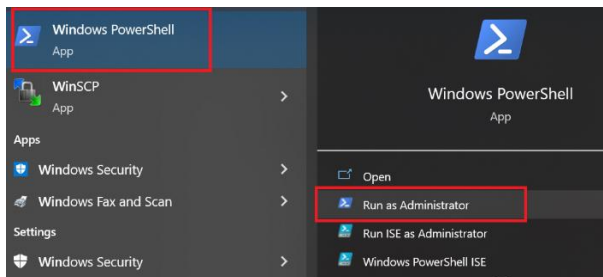 Windows PowerShell
App
WinSCP
App
Apps
Windows Security
Windows Fax and Scan
Settings
Windows Security
Windows PowerShell
App
Open
Run as Administrator
Run ISE as Administrator
Windows PowerShell ISE